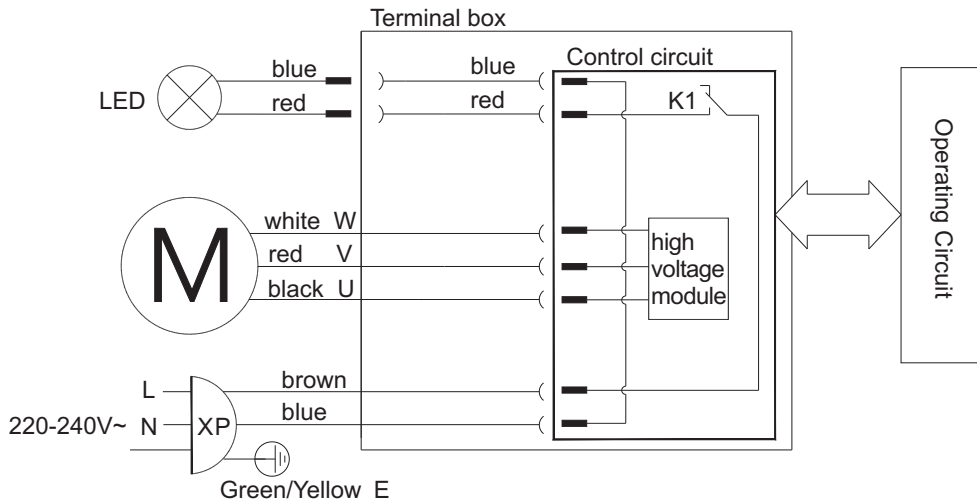 Terminal box
Control circuit
LED
blue
red
blue
red
K1
Operating Circuit
M
white W
red V
black U
high
voltage
module
220-240V~
L
N
XP
brown
blue
Green/Yellow E